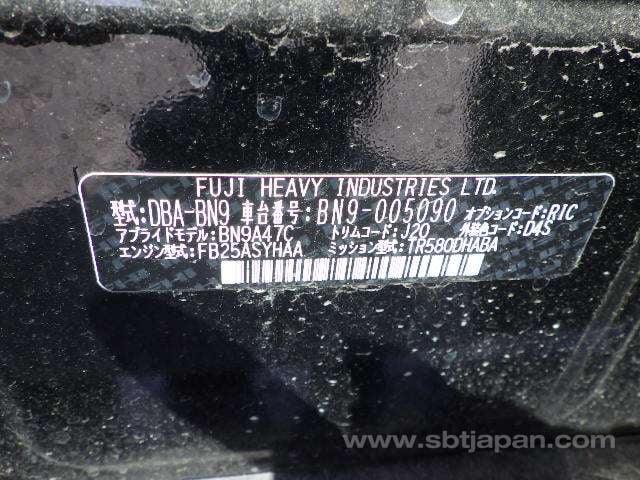 FUJI HEAVY INDUSTRIES LTD.
型式:DBA-BN9 車台番号:BN9-005090 オプションコード:RIC
アプライドモデル:BN9A47C トリムコード:J20 外装色コード:D4S
エンジン型式:FB25ASYHAA ミッション型式:TR580DHABA
www.sbtjapan.com